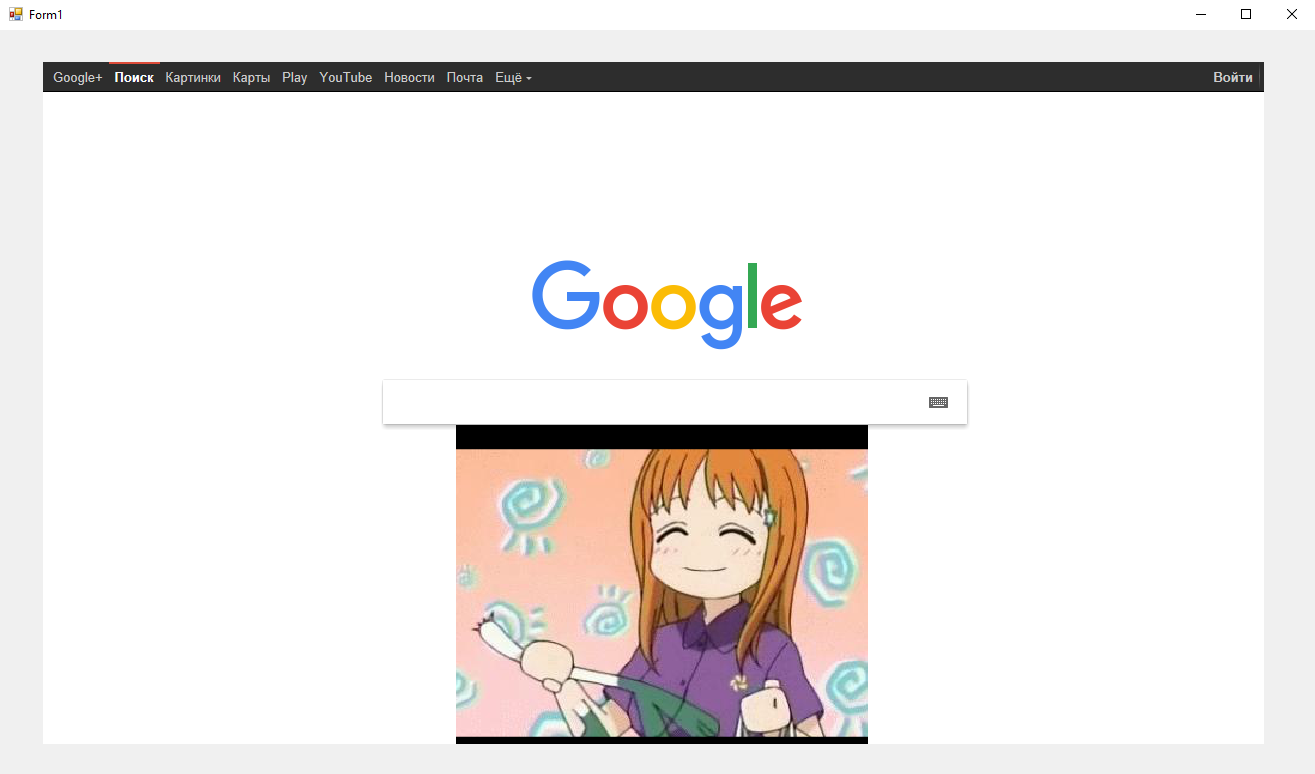 Form1
Google+ Поиск Картинки Карты Play YouTube Новости Почта Ещё Войти
Google